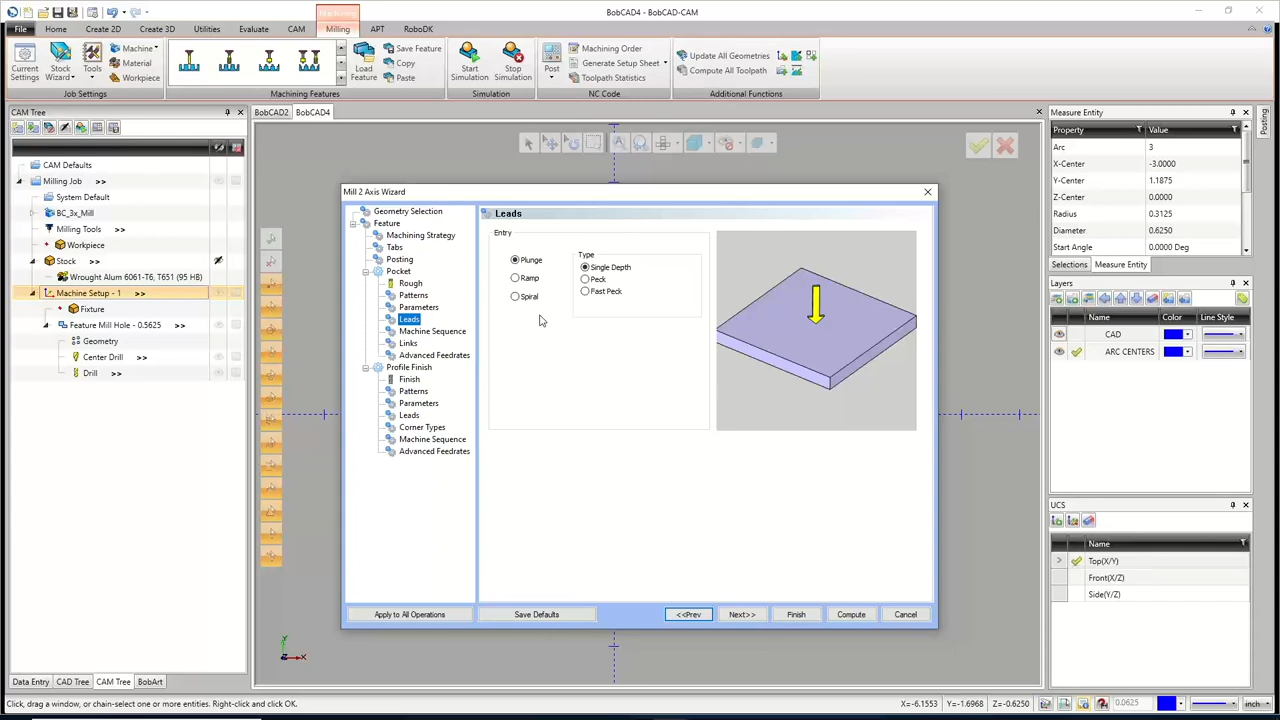 BobCAD4 - BobCAD-CAM
File Home Create 2D Create 3D Utilities Evaluate CAM Milling APT RoboDK
Current Settings
Stock Wizard
Tools
Machine
Material
Workpiece
Job Settings
Load Feature
Save Feature
Copy
Paste
Machining Features
Start Simulation
Stop Simulation
Simulation
Post
Machining Order
Generate Setup Sheet
Toolpath Statistics
NC Code
Update All Geometries
Compute All Toolpath
Additional Functions
CAM Tree
CAM Defaults
Milling Job >>
System Default
BC_3x_Mill
Milling Tools >>
Workpiece
Stock >>
Wrought Alum 6061-T6, T651 (95 HB)
Machine Setup - 1 >>
Fixture
Feature Mill Hole - 0.5625 >>
Geometry
Center Drill >>
Drill >>
Data Entry CAD Tree CAM Tree BobArt
BobCAD2 BobCAD4
Mill 2 Axis Wizard
Geometry Selection
Feature
Machining Strategy
Tabs
Posting
Pocket
Rough
Patterns
Parameters
Leads
Machine Sequence
Links
Advanced Feedrates
Profile Finish
Finish
Patterns
Parameters
Leads
Corner Types
Machine Sequence
Advanced Feedrates
Leads
Entry
Plunge
Ramp
Spiral
Type
Single Depth
Peck
Fast Peck
Apply to All Operations Save Defaults <<Prev Next>> Finish Compute Cancel
Measure Entity
Property Value
Arc 3
X-Center -3.0000
Y-Center 1.1875
Z-Center 0.0000
Radius 0.3125
Diameter 0.6250
Start Angle 0.0000 Deg
Selections Measure Entity
Posting
Layers
Layers Color Line Style
CAD
ARC CENTERS
UCS
Name
Top(X/Y)
Front(X/Z)
Side(Y/Z)
Y
X
Click, drag a window, or chain-select one or more entities. Right-click and click OK.
X=-6.1553 Y=-1.6968 Z=-0.6250 0.0625 inch